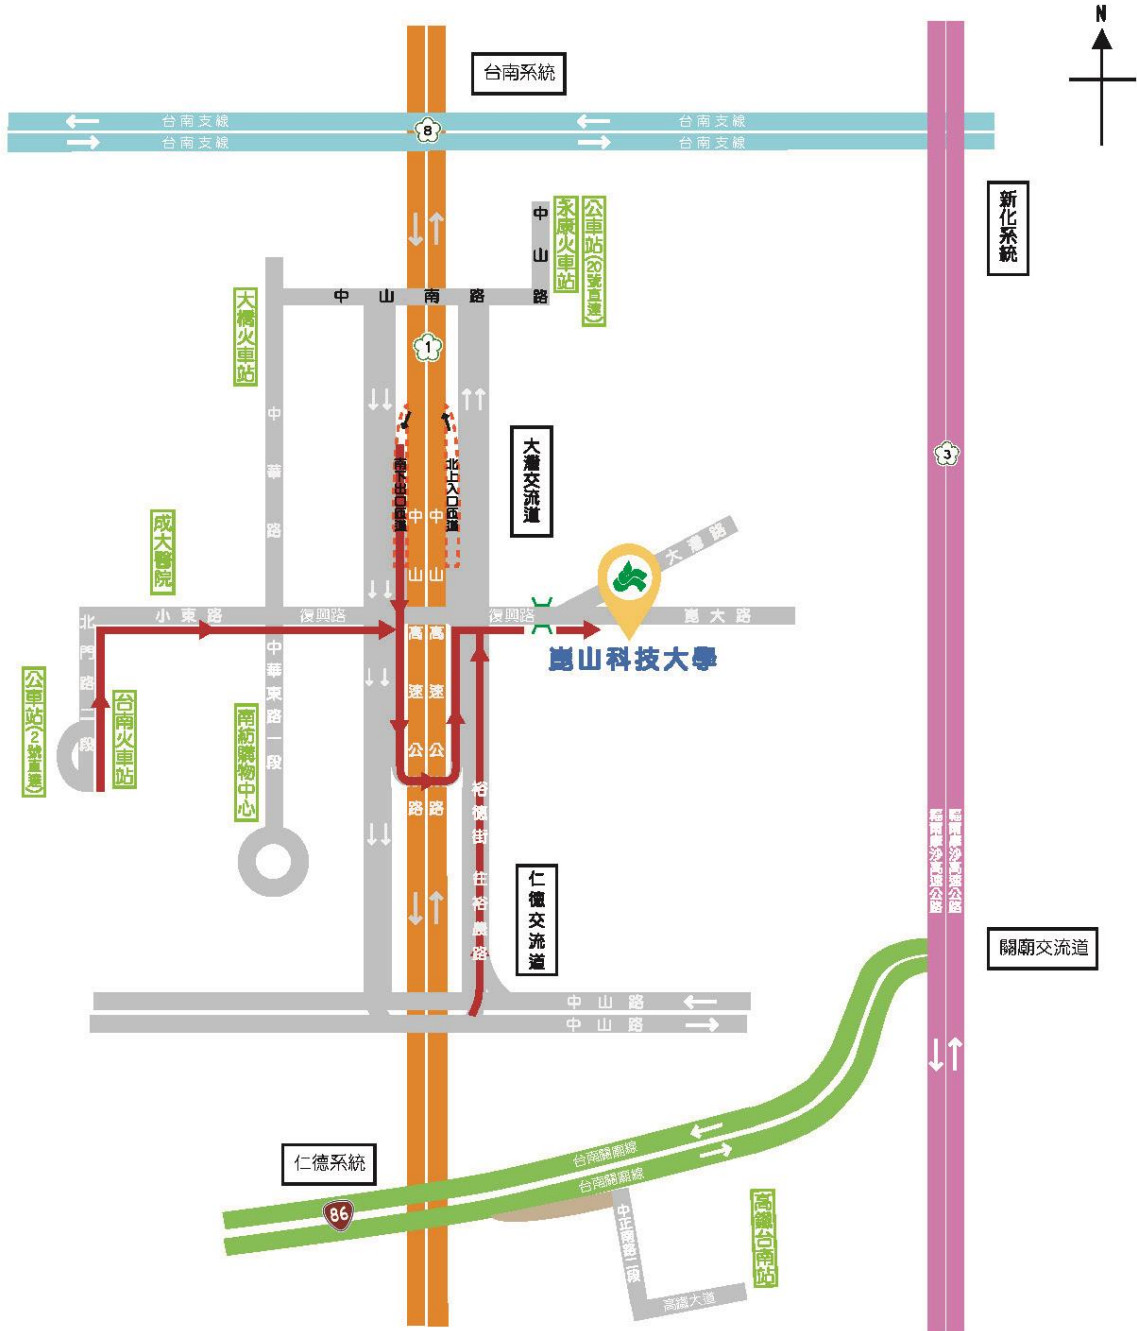 N
台南系統
台南支線
台南支線
8
台南支線
台南支線
新化系統
中山路
永康火車站
公車站(20號直達)
中山南路
大橋火車站
1
中華路
南下出口匝道
北上入口匝道
大灣交流道
3
成大醫院
大灣路
小東路
復興路
復興路
崑大路
崑山科技大學
北門路二段
中華東路一段
公車站(2號直達)
台南火車站
南紡購物中心
中山高速公路
中山高速公路
裕德街
往裕農路
仁德交流道
福爾摩沙高速公路
福爾摩沙高速公路
關廟交流道
中山路
中山路
仁德系統
台南關廟線
台南關廟線
86
中正南路二段
高鐵台南站
高鐵大道